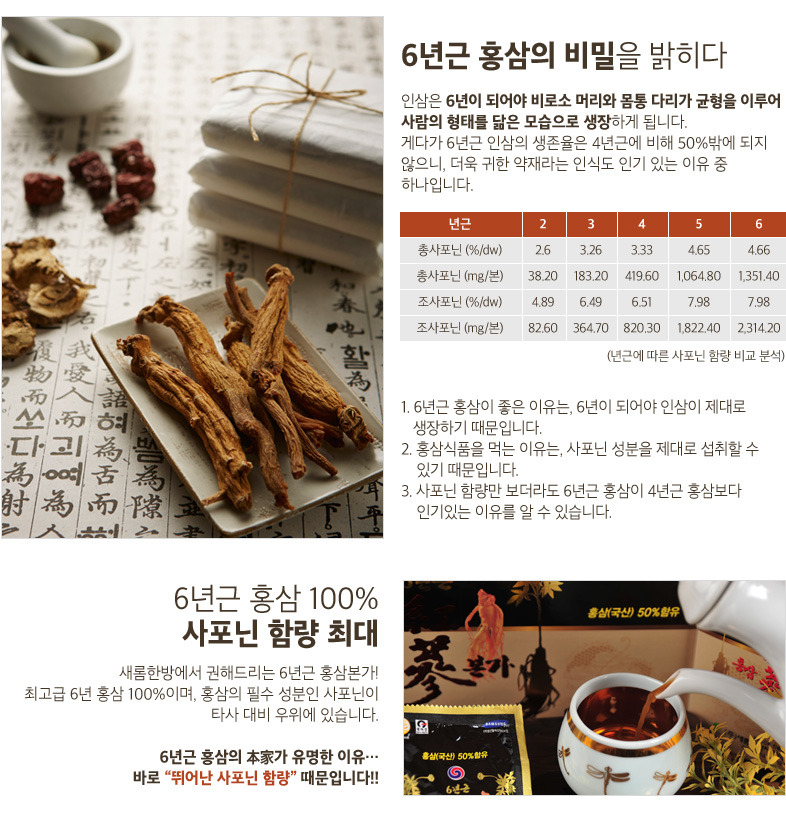 6년근 홍삼의 비밀을 밝히다
인삼은 6년이 되어야 비로소 머리와 몸통 다리가 균형을 이루어
사람의 형태를 닮은 모습으로 생장하게 됩니다.
게다가 6년근 인삼의 생존율은 4년근에 비해 50%밖에 되지
않으니, 더욱 귀한 약재라는 인식도 인기 있는 이유 중
하나입니다.
년근 2 3 4 5 6
총사포닌 (%/dw) 2.6 3.26 3.33 4.65 4.66
총사포닌 (mg/본) 38.20 183.20 419.60 1,064.80 1,351.40
조사포닌 (%/dw) 4.89 6.49 6.51 7.98 7.98
조사포닌 (mg/본) 82.60 364.70 820.30 1,822.40 2,314.20
(년근에 따른 사포닌 함량 비교 분석)
1. 6년근 홍삼이 좋은 이유는, 6년이 되어야 인삼이 제대로
생장하기 때문입니다.
2. 홍삼식품을 먹는 이유는, 사포닌 성분을 제대로 섭취할 수
있기 때문입니다.
3. 사포닌 함량만 보더라도 6년근 홍삼이 4년근 홍삼보다
인기있는 이유를 알 수 있습니다.
6년근 홍삼 100%
사포닌 함량 최대
새롬한방에서 권해드리는 6년근 홍삼본가!
최고급 6년 홍삼 100%이며, 홍삼의 필수 성분인 사포닌이
타사 대비 우위에 있습니다.
6년근 홍삼의 本家가 유명한 이유…
바로 “뛰어난 사포닌 함량” 때문입니다!!
홍삼(국산) 50%함유
본가
홍삼
홍삼(국산) 50%함유
6년근